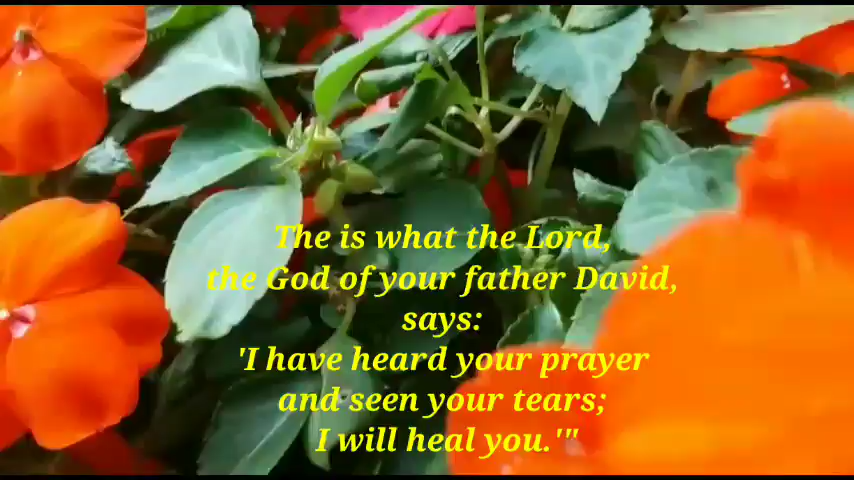 The is what the Lord,
the God of your father David,
says:
'I have heard your prayer
and seen your tears;
I will heal you.'"